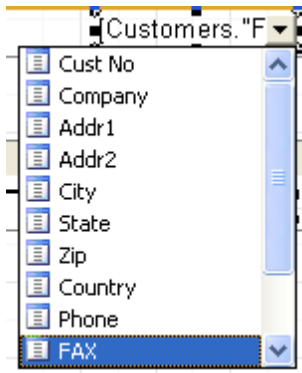 [Customers."F
Cust No
Company
Addr1
Addr2
City
State
Zip
Country
Phone
FAX